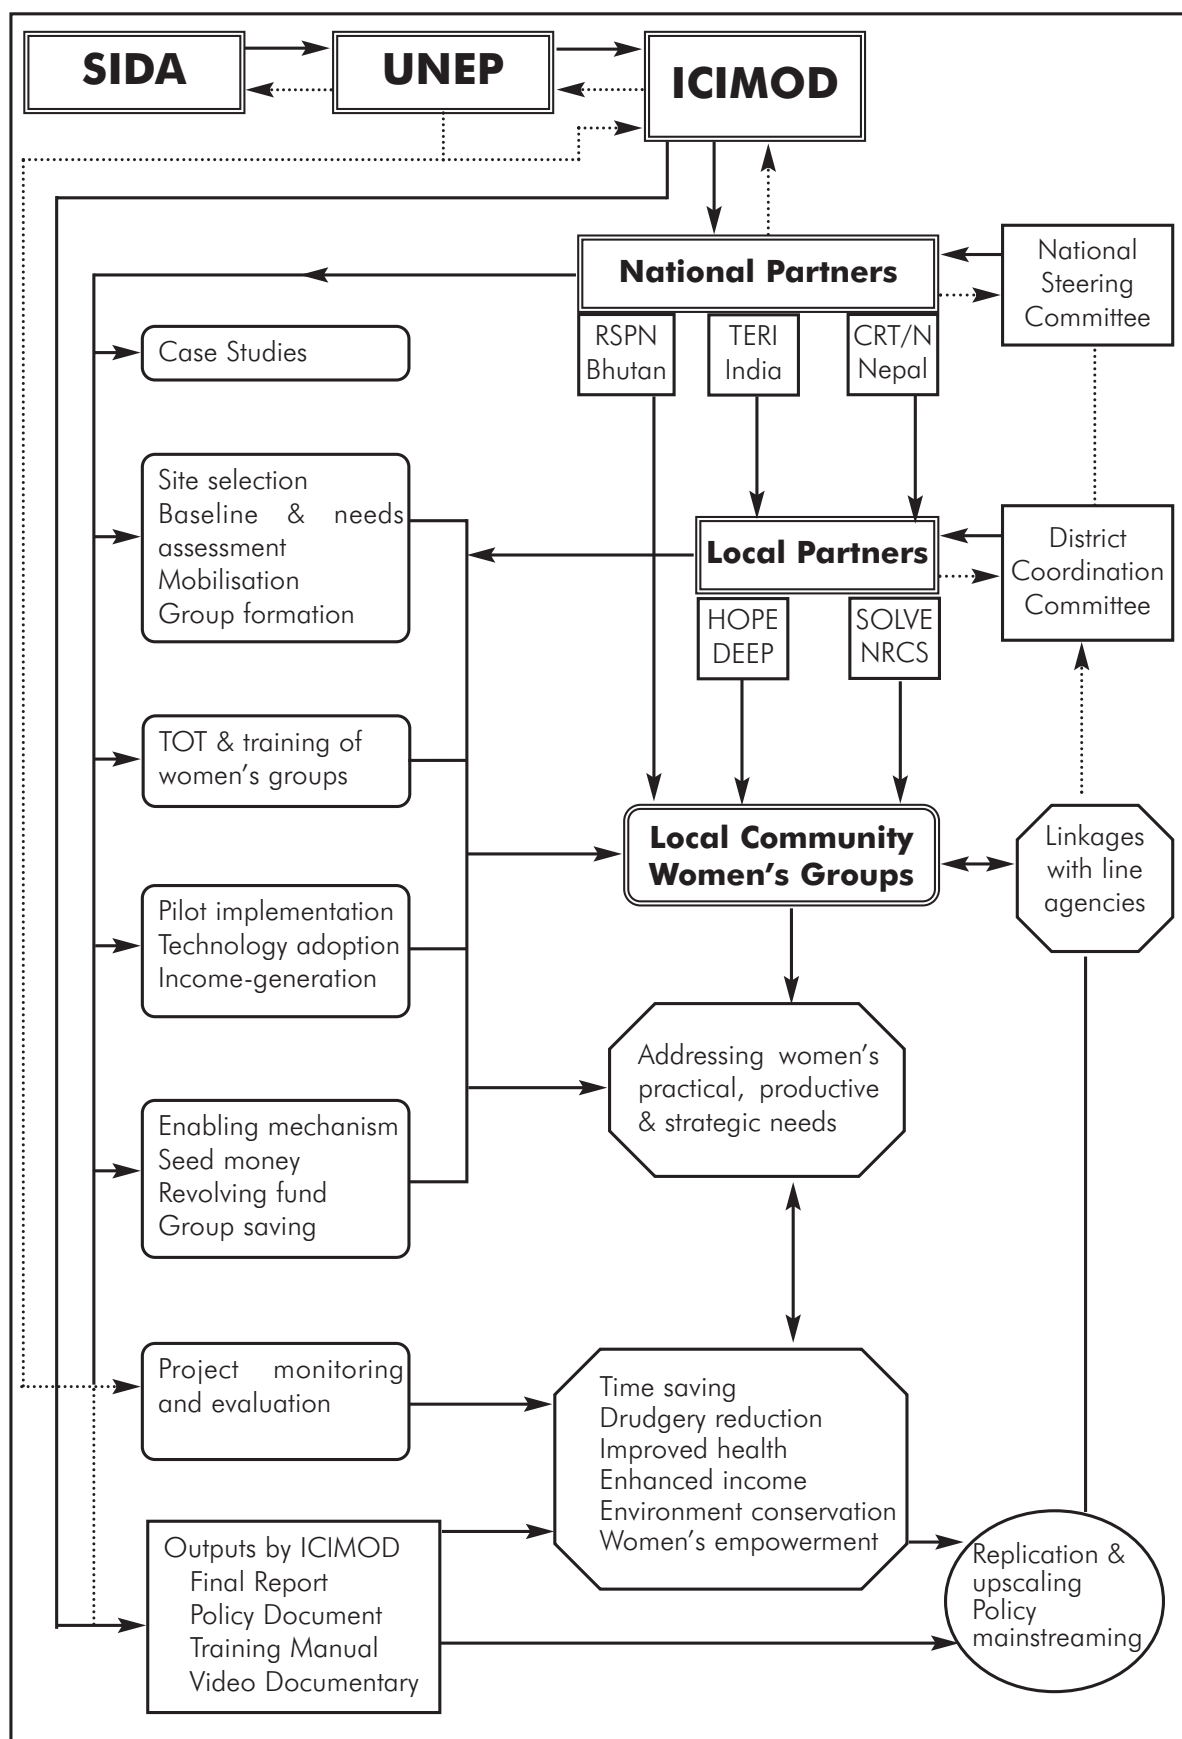 SIDA
UNEP
ICIMOD
National Partners
National
Steering
Committee
RSPN
Bhutan
TERI
India
CRT/N
Nepal
Case Studies
Site selection
Baseline & needs
assessment
Mobilisation
Group formation
Local Partners
District
Coordination
Committee
HOPE
DEEP
SOLVE
NRCS
TOT & training of
women's groups
Local Community
Women's Groups
Linkages
with line
agencies
Pilot implementation
Technology adoption
Income-generation
Addressing women's
practical, productive
& strategic needs
Enabling mechanism
Seed money
Revolving fund
Group saving
Project monitoring
and evaluation
Time saving
Drudgery reduction
Improved health
Enhanced income
Environment conservation
Women's empowerment
Outputs by ICIMOD
Final Report
Policy Document
Training Manual
Video Documentary
Replication &
upscaling
Policy
mainstreaming